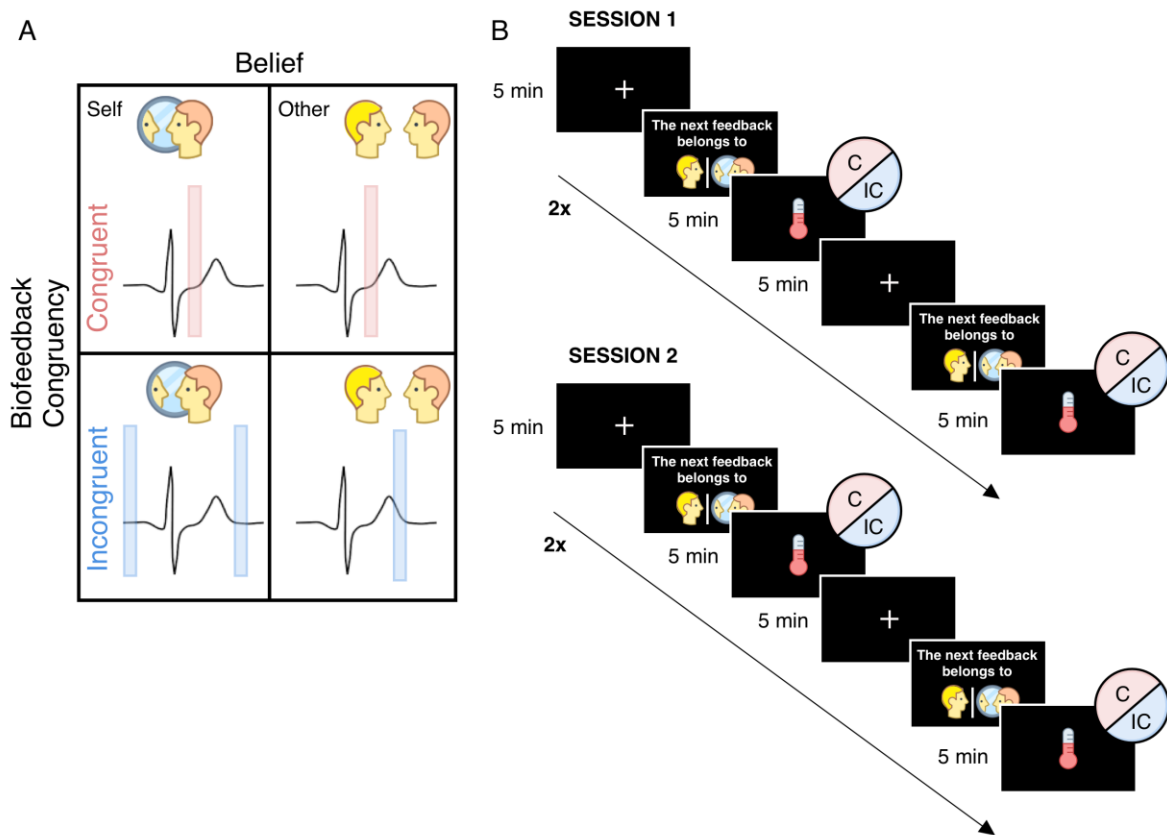 A
Belief
Self
Other
Biofeedback
Congruency
Congruent
Incongruent
B
SESSION 1
5 min
The next feedback
belongs to
C
IC
2x
5 min
5 min
The next feedback
belongs to
C
IC
5 min
SESSION 2
5 min
The next feedback
belongs to
C
IC
2x
5 min
5 min
The next feedback
belongs to
C
IC
5 min